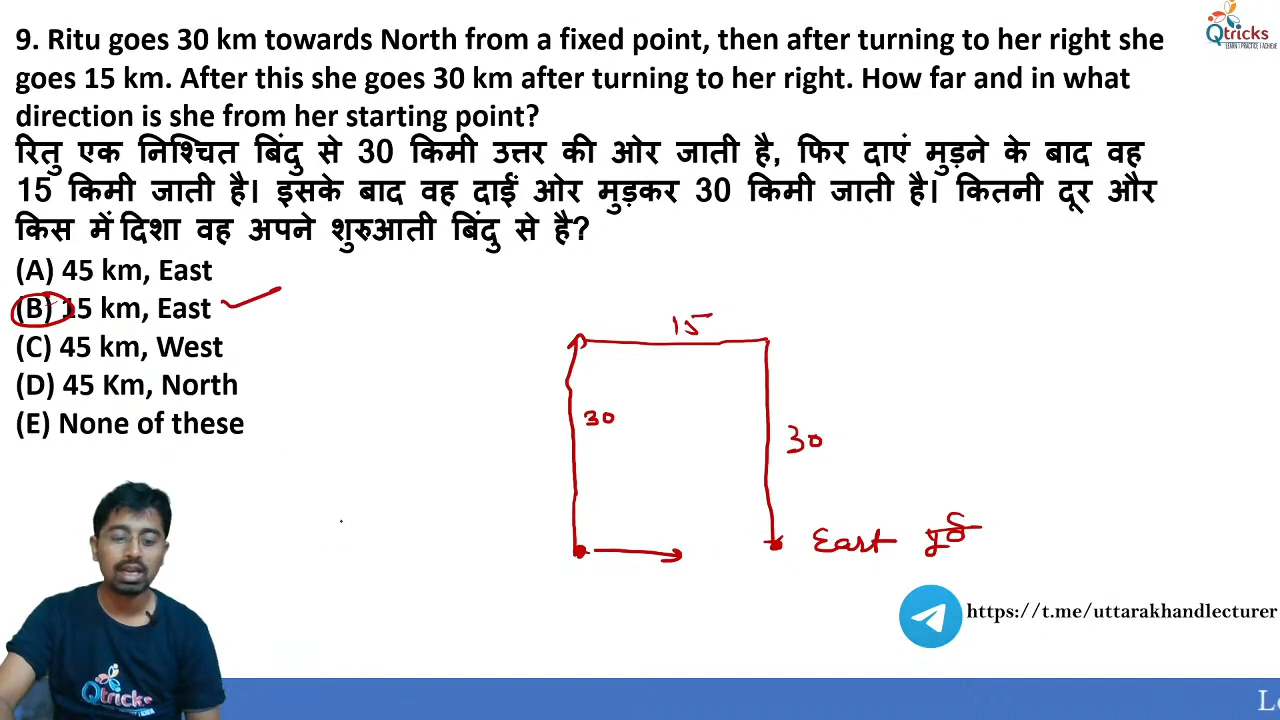 Qtricks
LEARN | PRACTICE | ACHIEVE
9. Ritu goes 30 km towards North from a fixed point, then after turning to her right she
goes 15 km. After this she goes 30 km after turning to her right. How far and in what
direction is she from her starting point?
रितु एक निश्चित बिंदु से 30 किमी उत्तर की ओर जाती है, फिर दाएं मुड़ने के बाद वह
15 किमी जाती है। इसके बाद वह दाईं ओर मुड़कर 30 किमी जाती है। कितनी दूर और
किस में दिशा वह अपने शुरुआती बिंदु से है?
(A) 45 km, East
(B) 15 km, East
(C) 45 km, West
(D) 45 Km, North
(E) None of these
15
30
30
East पूर्व
https://t.me/uttarakhandlecturer
Qtricks